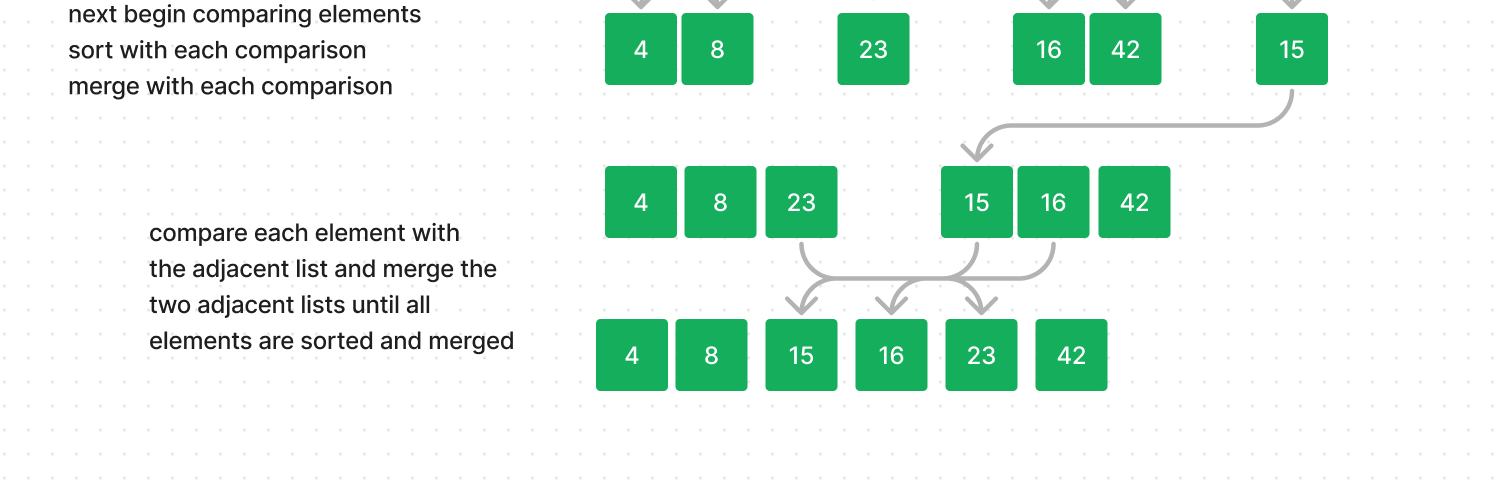 next begin comparing elements
sort with each comparison
merge with each comparison
4 8 23 16 42 15
4 8 23 15 16 42
compare each element with
the adjacent list and merge the
two adjacent lists until all
elements are sorted and merged
4 8 15 16 23 42